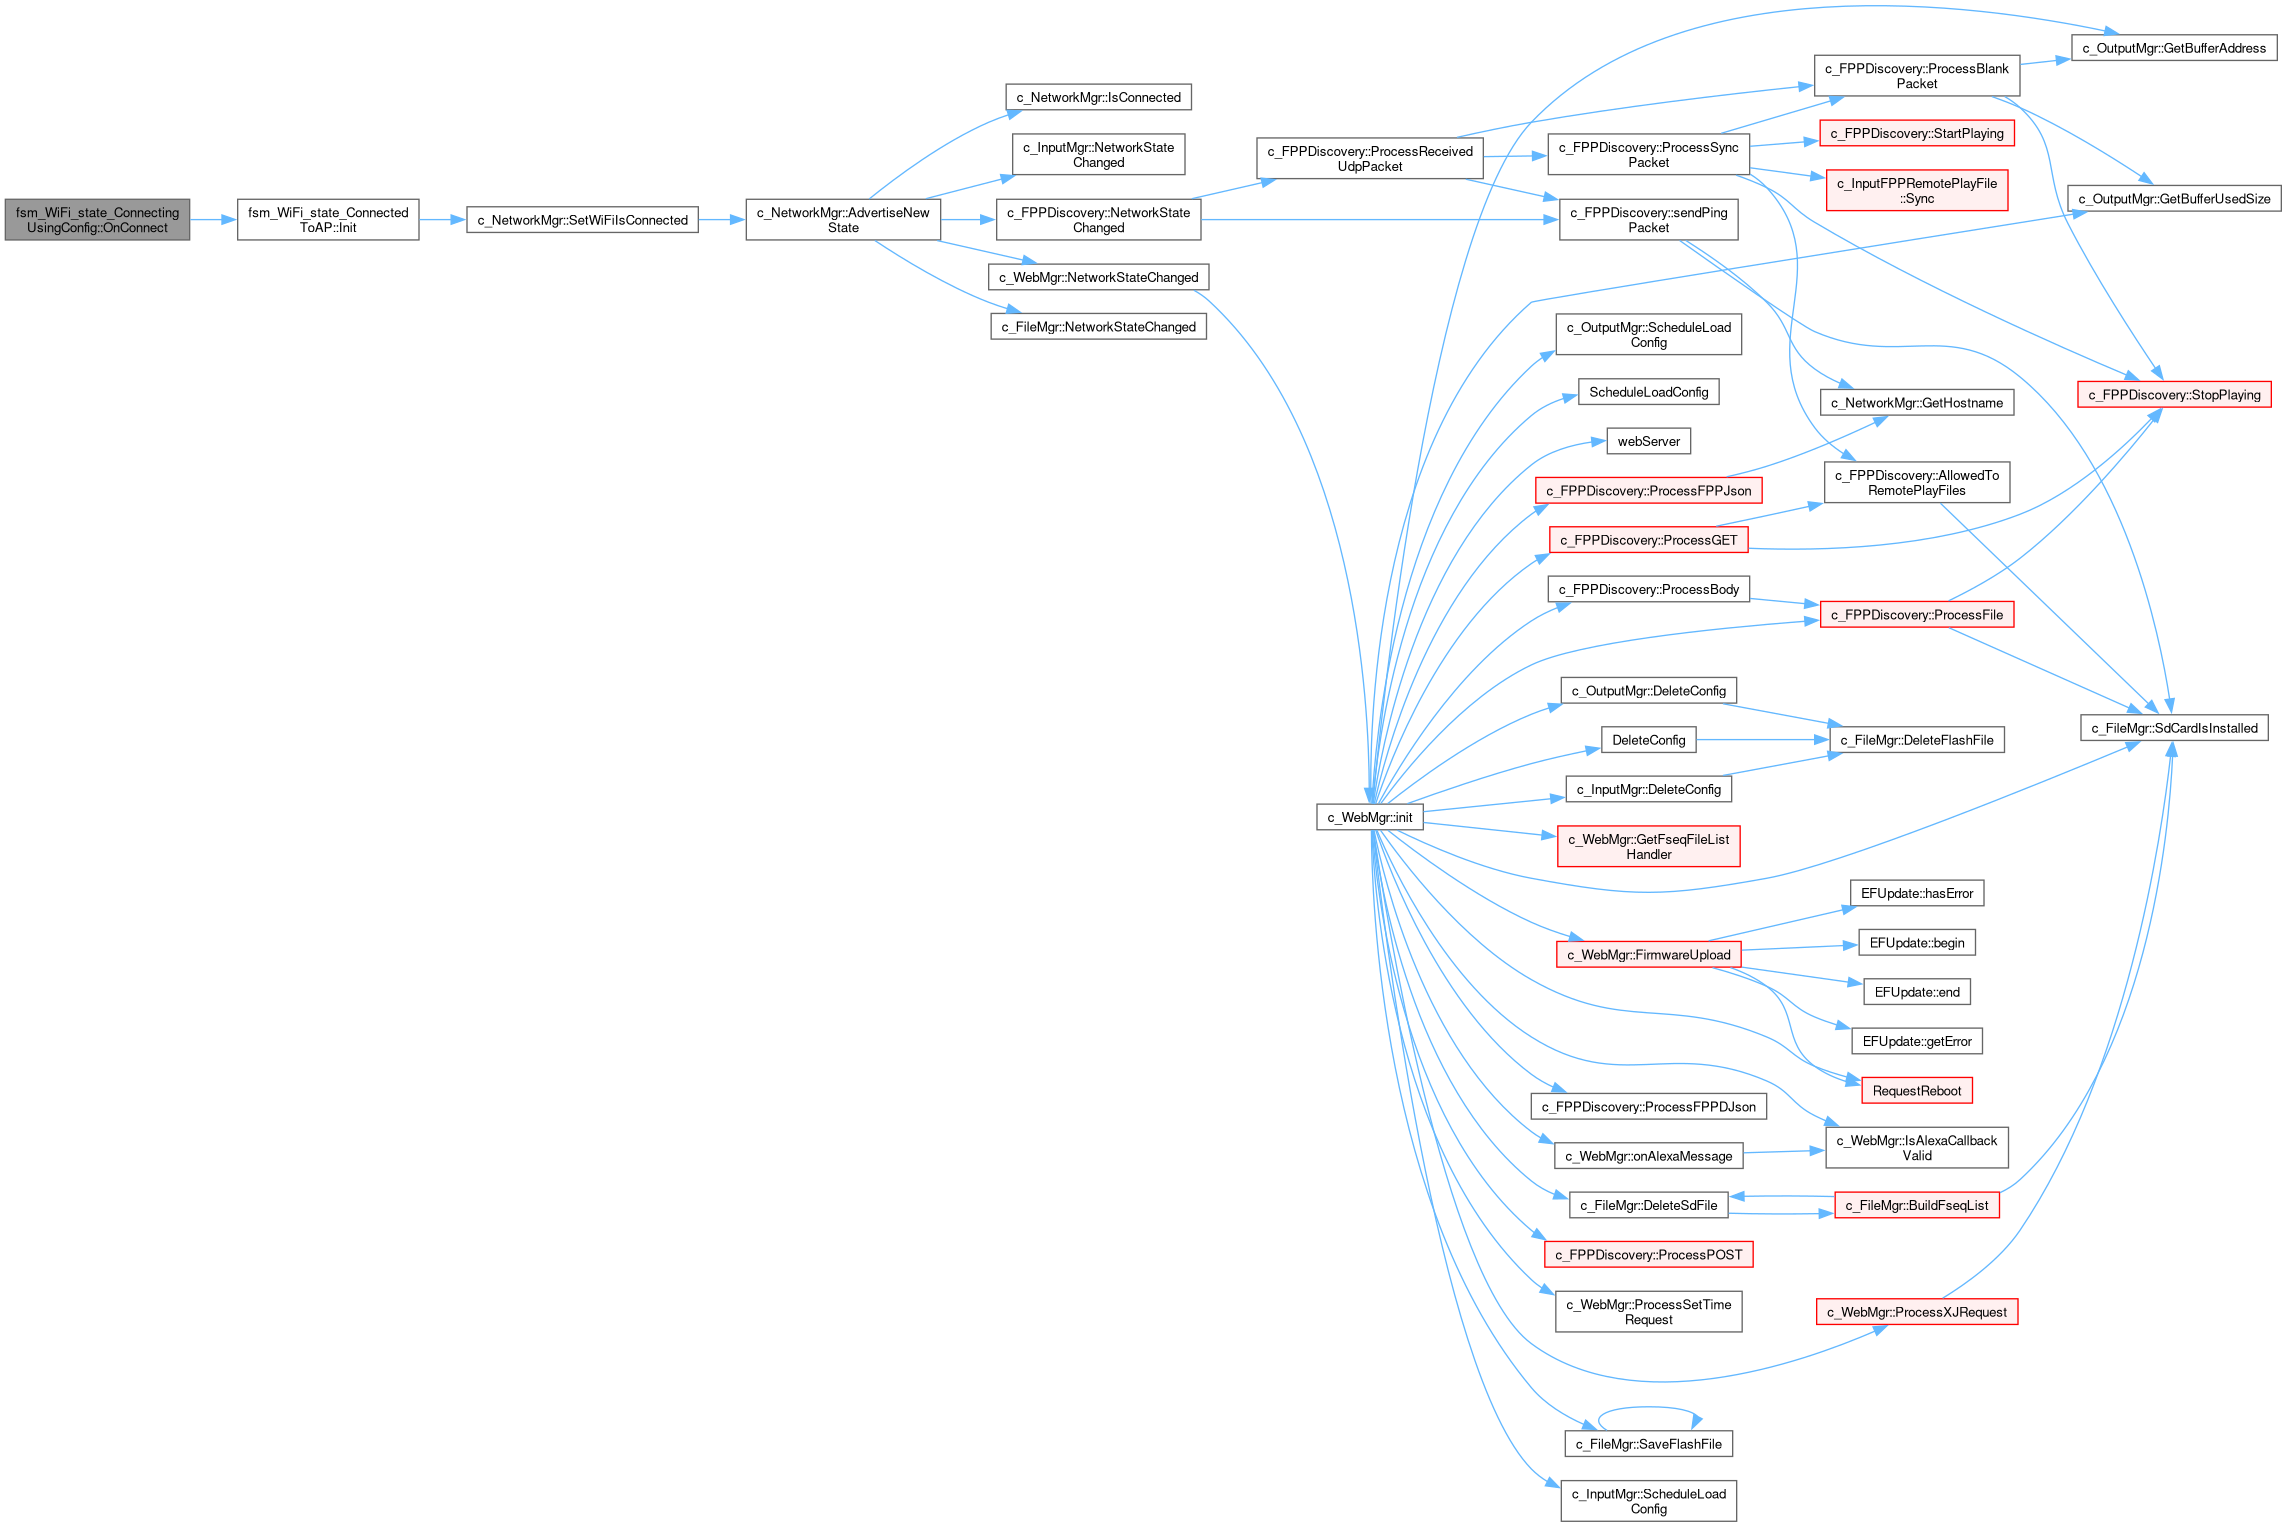 fsm_WiFi_state_Connecting
UsingConfig::OnConnect
fsm_WiFi_state_Connected
ToAP::Init
c_NetworkMgr::SetWiFiIsConnected
c_NetworkMgr::AdvertiseNew
State
c_NetworkMgr::IsConnected
c_InputMgr::NetworkState
Changed
c_FPPDiscovery::NetworkState
Changed
c_WebMgr::NetworkStateChanged
c_FileMgr::NetworkStateChanged
c_FPPDiscovery::ProcessReceived
UdpPacket
c_WebMgr::init
c_FPPDiscovery::ProcessSync
Packet
c_FPPDiscovery::sendPing
Packet
c_OutputMgr::ScheduleLoad
Config
ScheduleLoadConfig
webServer
c_FPPDiscovery::ProcessFPPJson
c_FPPDiscovery::ProcessGET
c_FPPDiscovery::ProcessBody
c_OutputMgr::DeleteConfig
DeleteConfig
c_InputMgr::DeleteConfig
c_WebMgr::GetFseqFileList
Handler
c_WebMgr::FirmwareUpload
c_FPPDiscovery::ProcessFPPDJson
c_WebMgr::onAlexaMessage
c_FileMgr::DeleteSdFile
c_FPPDiscovery::ProcessPOST
c_WebMgr::ProcessSetTime
Request
c_FileMgr::SaveFlashFile
c_InputMgr::ScheduleLoad
Config
c_FPPDiscovery::ProcessBlank
Packet
c_FPPDiscovery::StartPlaying
c_InputFPPRemotePlayFile
::Sync
c_NetworkMgr::GetHostname
c_FPPDiscovery::AllowedTo
RemotePlayFiles
c_FPPDiscovery::ProcessFile
c_FileMgr::DeleteFlashFile
EFUpdate::hasError
EFUpdate::begin
EFUpdate::end
EFUpdate::getError
RequestReboot
c_WebMgr::IsAlexaCallback
Valid
c_FileMgr::BuildFseqList
c_WebMgr::ProcessXJRequest
c_OutputMgr::GetBufferAddress
c_OutputMgr::GetBufferUsedSize
c_FPPDiscovery::StopPlaying
c_FileMgr::SdCardIsInstalled